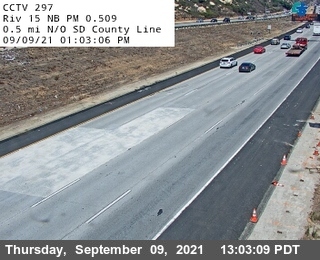 CCTV 297
Riv 15 NB PM 0.509
0.5 mi N/O SD County Line
09/09/21 01:03:06 PM
Thursday, September 09, 2021 13:03:09 PDT